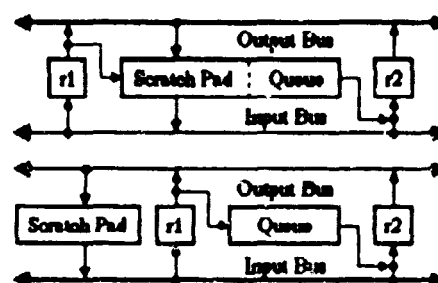 Output Bus
r1 Scratch Pad Queue r2
Input Bus
Output Bus
Scratch Pad r1 Queue r2
Input Bus